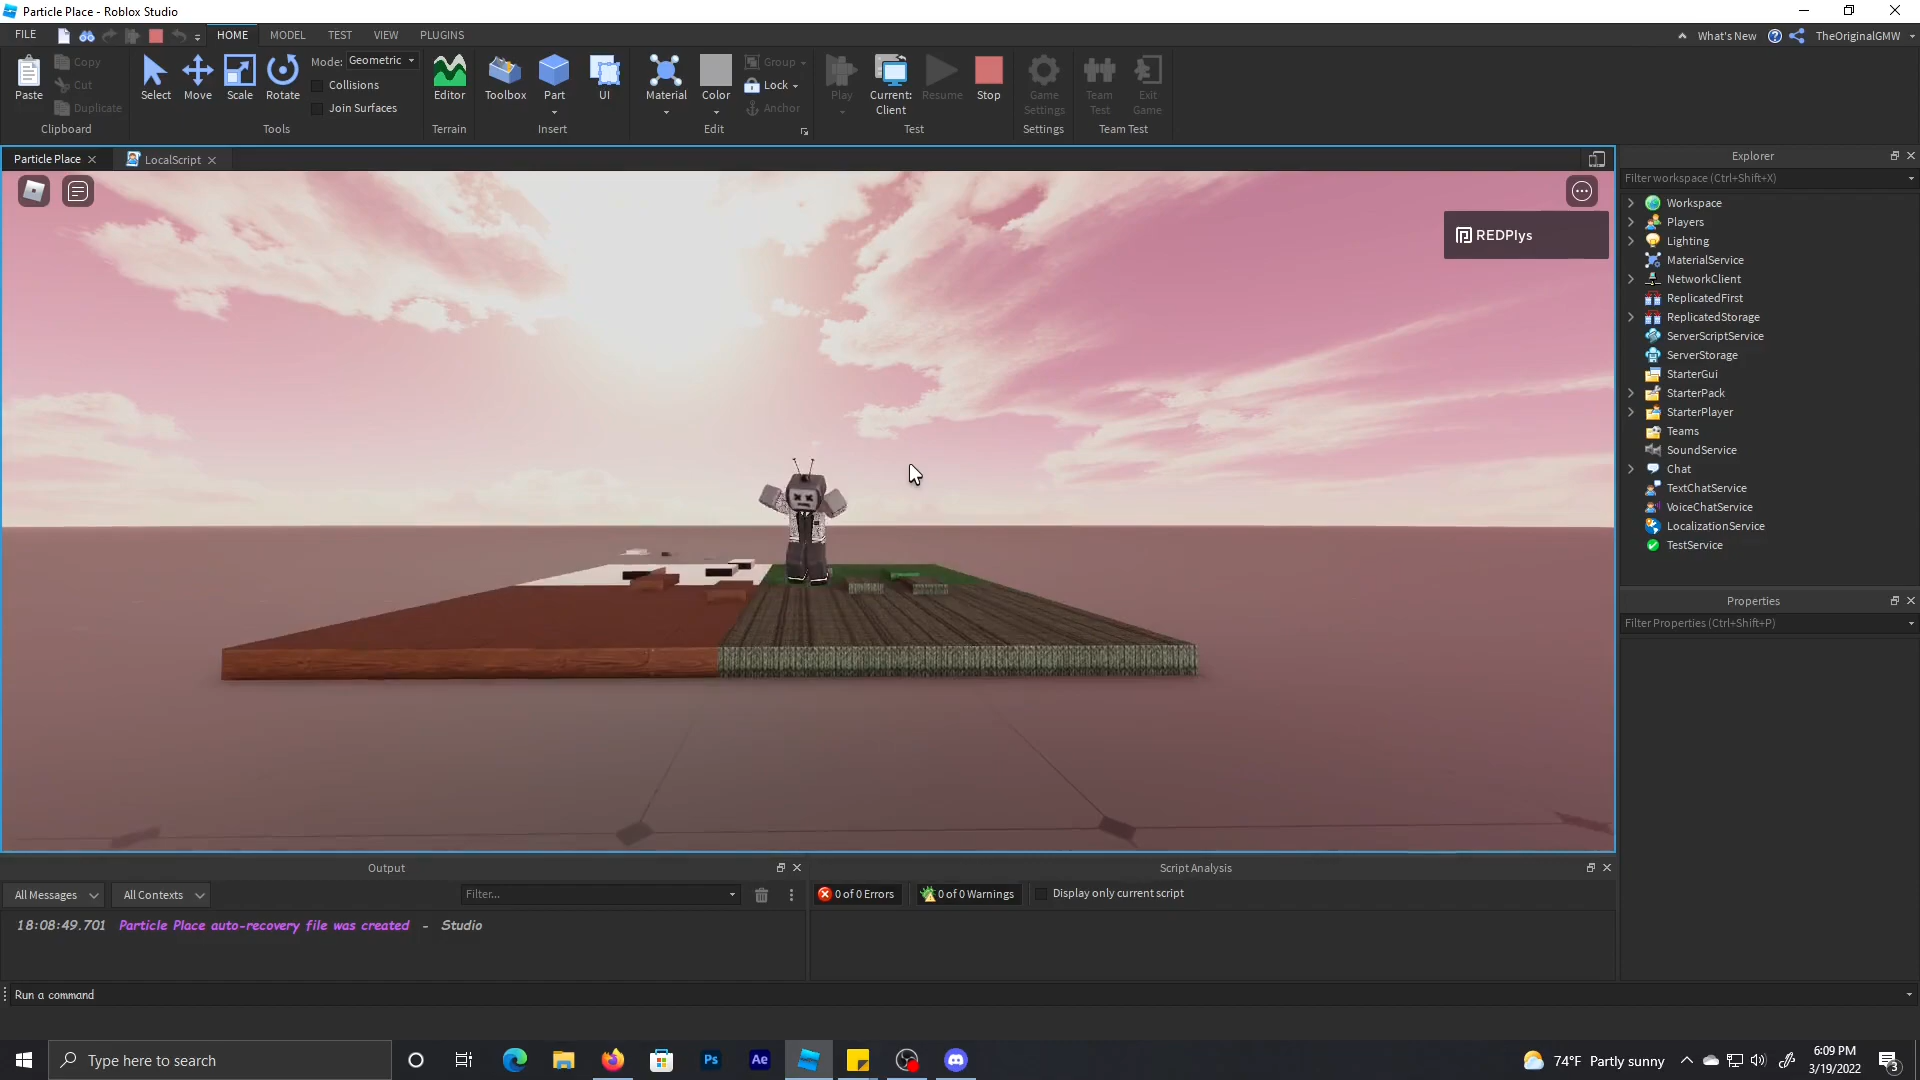 Particle Place - Roblox Studio
FILE HOME MODEL TEST VIEW PLUGINS What's New TheOriginalGMW
Paste Copy Cut Duplicate
Clipboard
Select Move Scale Rotate
Mode: Geometric
Collisions
Join Surfaces
Tools
Editor
Terrain
Toolbox Part UI
Insert
Material Color Group Lock Anchor
Edit
Play Current: Client Resume Stop
Test
Game Settings
Settings
Team Test Exit Game
Team Test
Particle Place LocalScript
REDPlys
Explorer
Filter workspace (Ctrl+Shift+X)
Workspace
Players
Lighting
MaterialService
NetworkClient
ReplicatedFirst
ReplicatedStorage
ServerScriptService
ServerStorage
StarterGui
StarterPack
StarterPlayer
Teams
SoundService
Chat
TextChatService
VoiceChatService
LocalizationService
TestService
Properties
Filter Properties (Ctrl+Shift+P)
Output
All Messages All Contexts Filter...
18:08:49.701 Particle Place auto-recovery file was created - Studio
Script Analysis
0 of 0 Errors 0 of 0 Warnings Display only current script
Run a command
Type here to search
Ps Ae
74°F Partly sunny
6:09 PM
3/19/2022
3